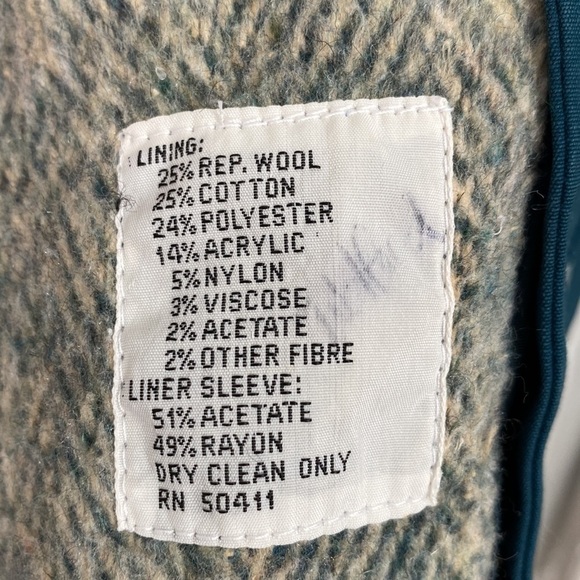 LINING:
25% REP. WOOL
25% COTTON
24% POLYESTER
14% ACRYLIC
5% NYLON
3% VISCOSE
2% ACETATE
2% OTHER FIBRE
LINER SLEEVE:
51% ACETATE
49% RAYON
DRY CLEAN ONLY
RN 50411